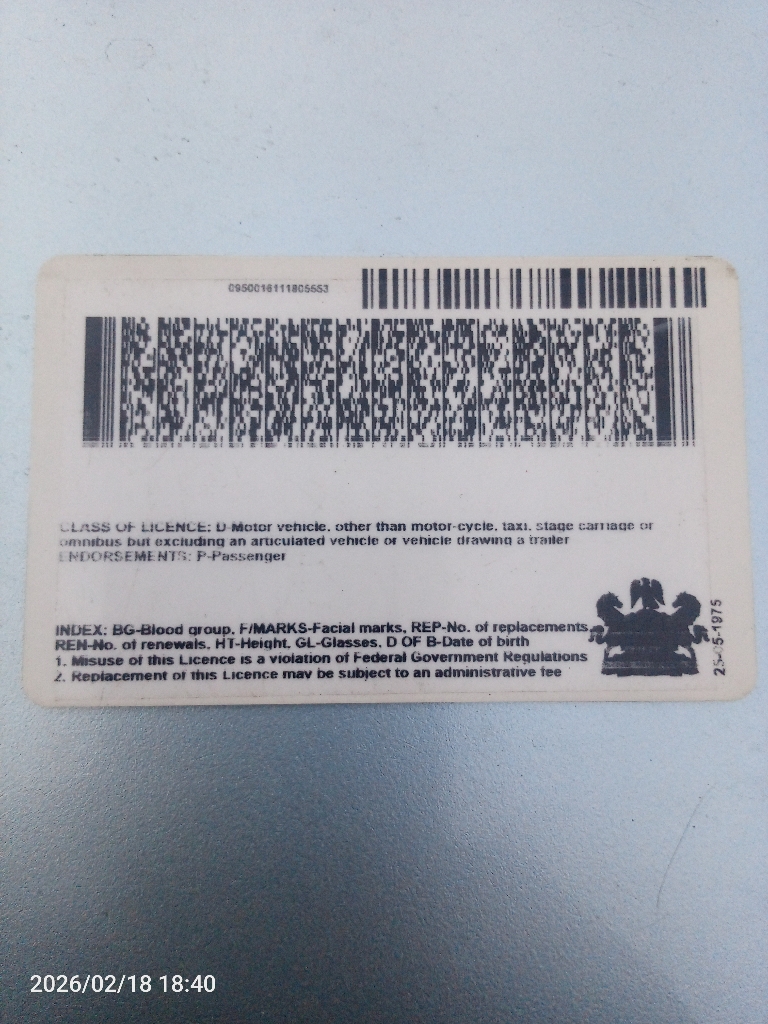 0950016111805553
CLASS OF LICENCE: D-Motor vehicle, other than motor-cycle, taxi, stage carriage or
omnibus but excluding an articulated vehicle or vehicle drawing a trailer
ENDORSEMENTS: P-Passenger
INDEX: BG-Blood group, F/MARKS-Facial marks, REP-No. of replacements,
REN-No. of renewals, HT-Height, GL-Glasses, D OF B-Date of birth
1. Misuse of this Licence is a violation of Federal Government Regulations
2. Replacement of this Licence may be subject to an administrative fee
25-05-1975
2026/02/18 18:40